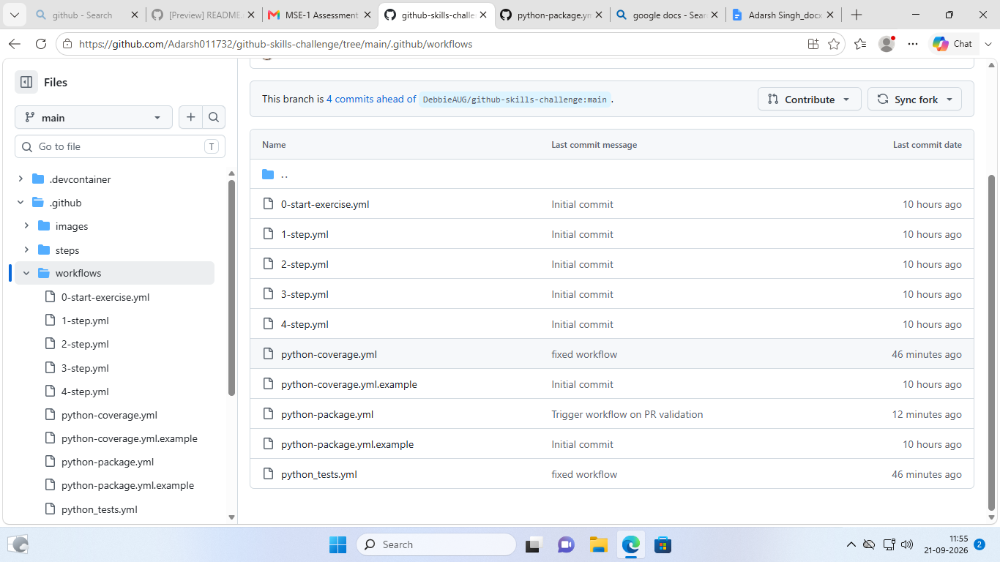 github - Search
[Preview] README.
MSE-1 Assessment
github-skills-challe
python-package.ym
google docs - Sear
Adarsh Singh_docx
https://github.com/Adarsh011732/github-skills-challenge/tree/main/.github/workflows
Chat
Files
main
Go to file
T
.devcontainer
.github
images
steps
workflows
0-start-exercise.yml
1-step.yml
2-step.yml
3-step.yml
4-step.yml
python-coverage.yml
python-coverage.yml.example
python-package.yml
python-package.yml.example
python_tests.yml
This branch is 4 commits ahead of DebbieAUG/github-skills-challenge:main .
Contribute
Sync fork
Name Last commit message Last commit date
..
0-start-exercise.yml Initial commit 10 hours ago
1-step.yml Initial commit 10 hours ago
2-step.yml Initial commit 10 hours ago
3-step.yml Initial commit 10 hours ago
4-step.yml Initial commit 10 hours ago
python-coverage.yml fixed workflow 46 minutes ago
python-coverage.yml.example Initial commit 10 hours ago
python-package.yml Trigger workflow on PR validation 12 minutes ago
python-package.yml.example Initial commit 10 hours ago
python_tests.yml fixed workflow 46 minutes ago
Search
11:55
21-09-2026
2